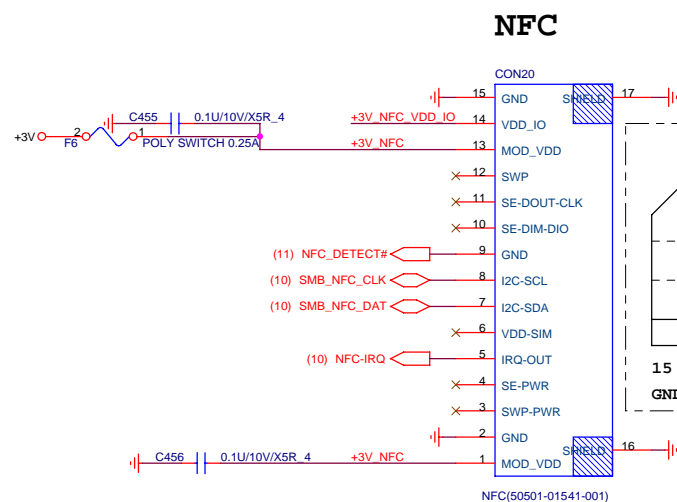 NFC
CON20
15 GND SHIELD 17
C455 0.1U/10V/X5R_4
+3V_NFC_VDD_IO 14 VDD_IO
+3V 2 F6 1 POLY SWITCH 0.25A
+3V_NFC 13 MOD_VDD
12 SWP
11 SE-DOUT-CLK
10 SE-DIM-DIO
(11) NFC_DETECT# 9 GND
(10) SMB_NFC_CLK 8 I2C-SCL
(10) SMB_NFC_DAT 7 I2C-SDA
6 VDD-SIM
(10) NFC-IRQ 5 IRQ-OUT
4 SE-PWR
15
3 SWP-PWR
2 GND SHIELD 16
C456 0.1U/10V/X5R_4 +3V_NFC 1 MOD_VDD
NFC(50501-01541-001)